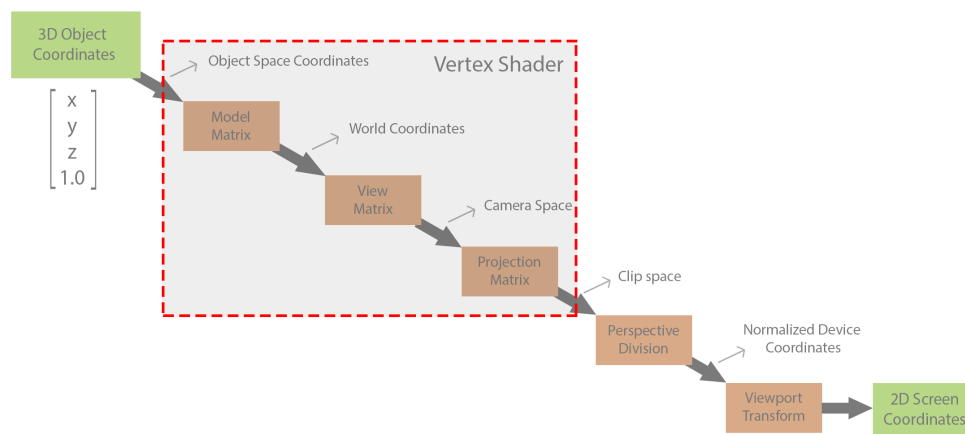 3D Object
Coordinates
x
y
z
1.0
Object Space Coordinates
Vertex Shader
Model
Matrix
World Coordinates
View
Matrix
Camera Space
Projection
Matrix
Clip space
Perspective
Division
Normalized Device
Coordinates
Viewport
Transform
2D Screen
Coordinates